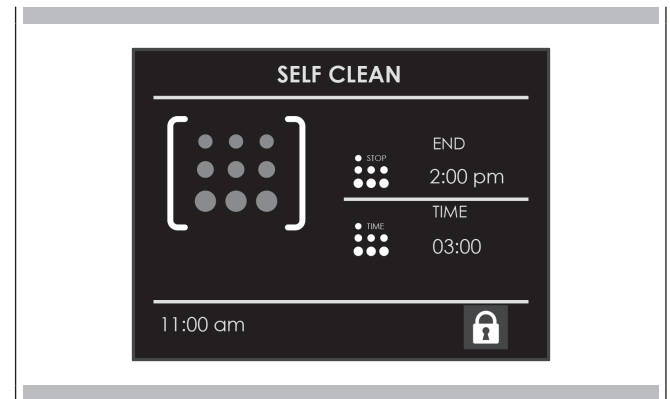 SELF CLEAN
STOP
END
2:00 pm
TIME
TIME
03:00
11:00 am